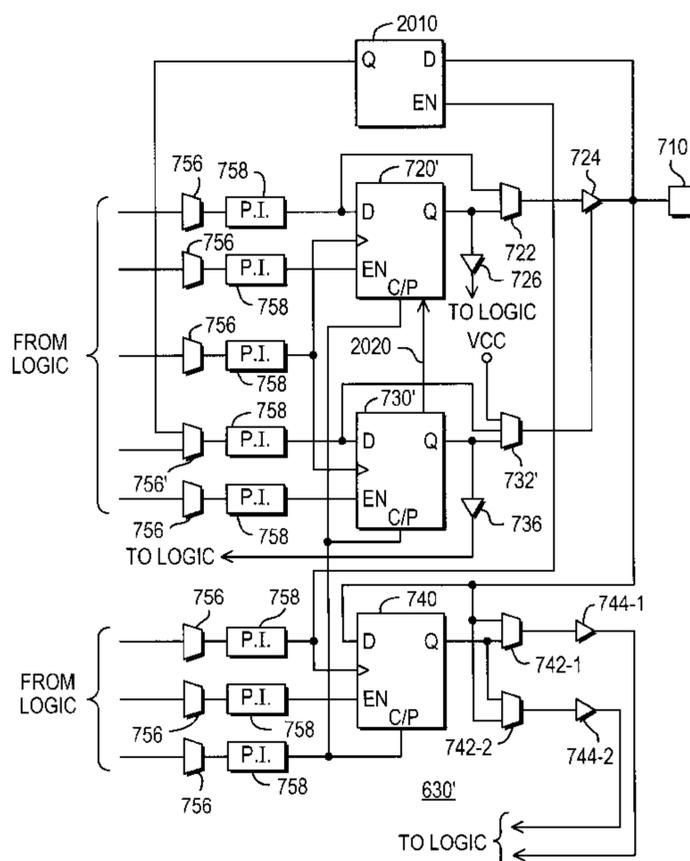 2010
Q D
EN
756
758
720'
724
710
P.I.
D Q
722
756
P.I.
EN
726
758
C/P
TO LOGIC
756
VCC
FROM
LOGIC
P.I.
2020
758
758
730'
P.I.
D Q
756'
732'
P.I.
EN
756
758
C/P
736
TO LOGIC
756
758
740
744-1
P.I.
D Q
742-1
FROM
LOGIC
P.I.
EN
756
758
C/P
742-2
744-2
P.I.
756
758
630'
TO LOGIC